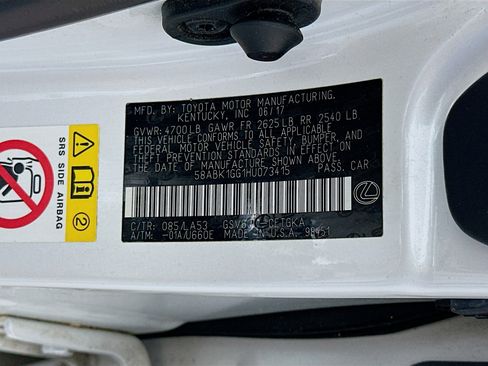 MFD. BY: TOYOTA MOTOR MANUFACTURING,
KENTUCKY, INC 06/17
GVWR: 4700LB GAWR FR 2625LB RR 2540 LB
THIS VEHICLE CONFORMS TO ALL APPLICABLE
FEDERAL MOTOR VEHICLE SAFETY, BUMPER, AND
THEFT PREVENTION STANDARDS IN EFFECT ON
THE DATE OF MANUFACTURE SHOWN ABOVE.
58ABK1GG1HU073415 PASS. CAR
C/TR: 085/LA53
A/TM: -01A/U660E MADE IN U.S.A.
SRS SIDE AIRBAG
2